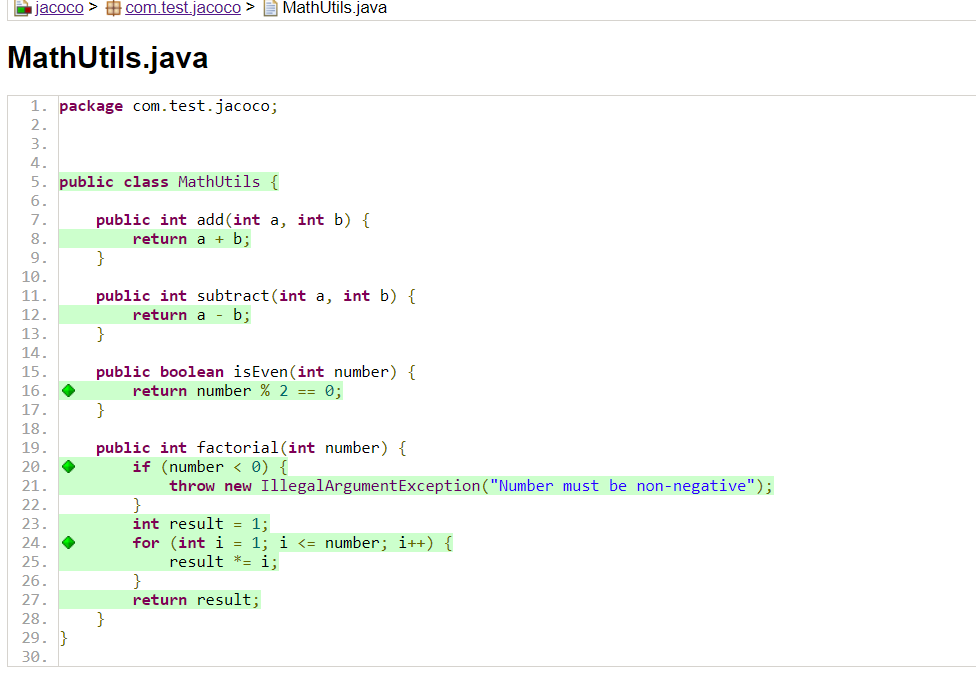 jacoco > com.test.jacoco > MathUtils.java
MathUtils.java
1. package com.test.jacoco;
2.
3.
4.
5. public class MathUtils {
6.
7.     public int add(int a, int b) {
8.         return a + b;
9.     }
10.
11.     public int subtract(int a, int b) {
12.         return a - b;
13.     }
14.
15.     public boolean isEven(int number) {
16.         return number % 2 == 0;
17.     }
18.
19.     public int factorial(int number) {
20.         if (number < 0) {
21.             throw new IllegalArgumentException("Number must be non-negative");
22.         }
23.         int result = 1;
24.         for (int i = 1; i <= number; i++) {
25.             result *= i;
26.         }
27.         return result;
28.     }
29. }
30.